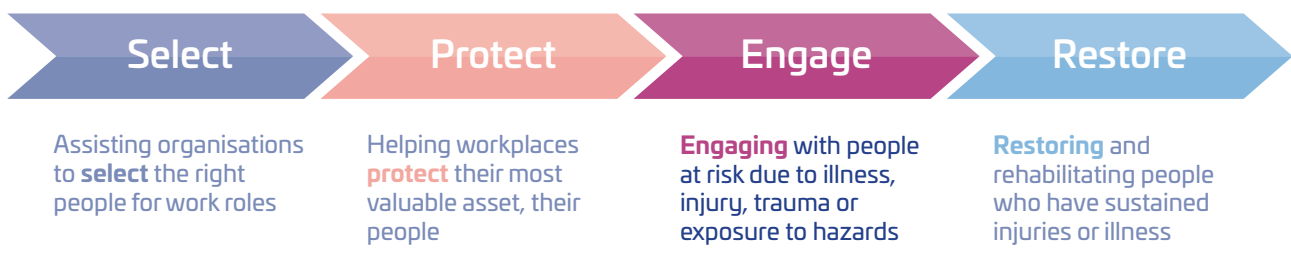 Select
Protect
Engage
Restore
Assisting organisations
to select the right
people for work roles
Helping workplaces
protect their most
valuable asset, their
people
Engaging with people
at risk due to illness,
injury, trauma or
exposure to hazards
Restoring and
rehabilitating people
who have sustained
injuries or illness